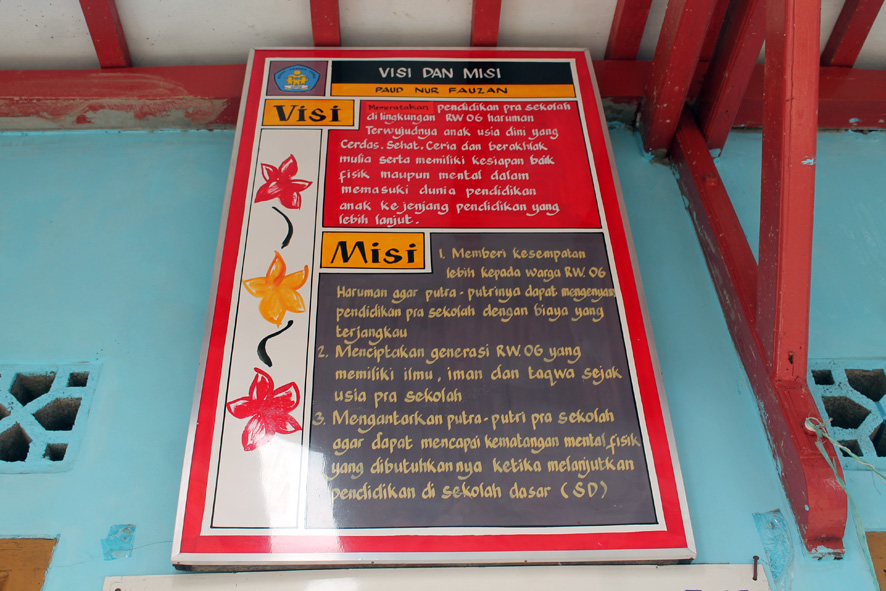 VISI DAN MISI
PAUD NUR FAUZAN
Visi
Mencerdaskan pendidikan pra sekolah
di lingkungan RW 06 haruman
Terwujudnya anak usia dini yang
Cerdas, Sehat, Ceria dan berakhlak
mulia serta memiliki kesiapan baik
fisik maupun mental dalam
memasuki dunia pendidikan
anak ke jenjang pendidikan yang
lebih lanjut.
Misi
1. Memberi kesempatan
lebih kepada warga RW. 06
Haruman agar putra-putrinya dapat mengenyam
pendidikan pra sekolah dengan biaya yang
terjangkau
2. Menciptakan generasi RW. 06 yang
memiliki ilmu, iman dan taqwa sejak
usia pra sekolah
3. Mengantarkan putra-putri pra sekolah
agar dapat mencapai kematangan mental, fisik
yang dibutuhkannya ketika melanjutkan
pendidikan di sekolah dasar (SD)